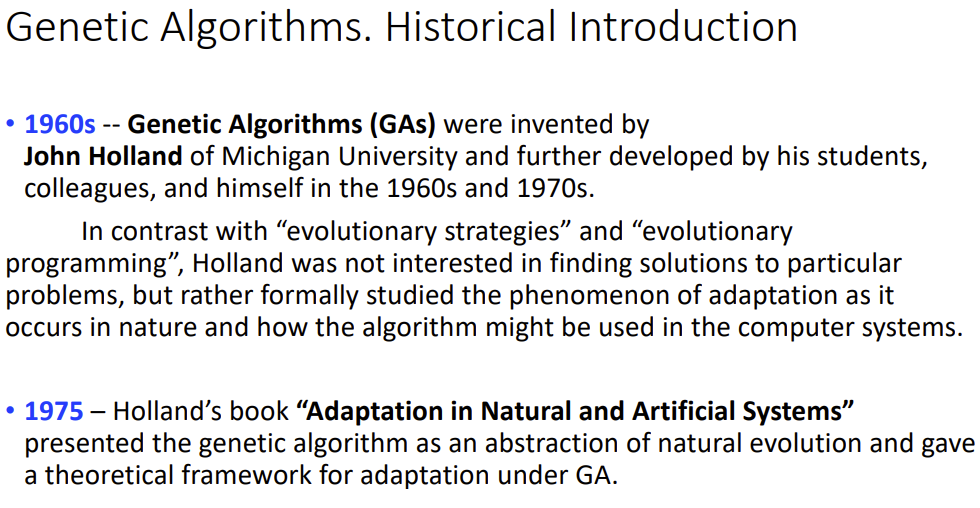 Genetic Algorithms. Historical Introduction
• 1960s -- Genetic Algorithms (GAs) were invented by
John Holland of Michigan University and further developed by his students,
colleagues, and himself in the 1960s and 1970s.
In contrast with “evolutionary strategies” and “evolutionary
programming”, Holland was not interested in finding solutions to particular
problems, but rather formally studied the phenomenon of adaptation as it
occurs in nature and how the algorithm might be used in the computer systems.
• 1975 – Holland’s book “Adaptation in Natural and Artificial Systems”
presented the genetic algorithm as an abstraction of natural evolution and gave
a theoretical framework for adaptation under GA.